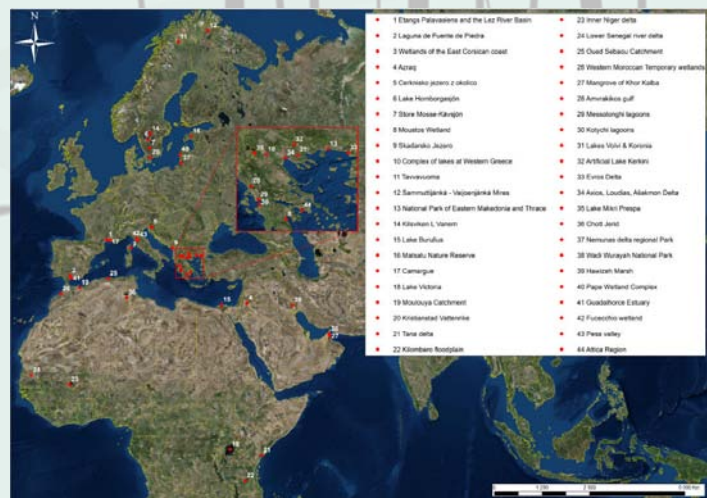 N
1 Etangs Palavasiens and the Lez River Basin
2 Laguna de Fuente de Piedra
3 Wetlands of the East Corsican coast
4 Azraq
5 Cerknisko jezero z okolico
6 Lake Hornborgasjön
7 Store Mosse-Kävsjön
8 Moustos Wetland
9 Skadarsko Jezero
10 Complex of lakes at Western Greece
11 Tavvavuoma
12 Sammuttijänkä - Vaijoenjänkä Mires
13 National Park of Eastern Makedonia and Thrace
14 Kilsviken L Vanern
15 Lake Burullus
16 Matsalu Nature Reserve
17 Camargue
18 Lake Victoria
19 Moulouya Catchment
20 Kristianstad Vattenrike
21 Tana delta
22 Kilombero floodplain
23 Inner Niger delta
24 Lower Senegal river delta
25 Oued Sebaou Catchment
26 Western Moroccan Temporary wetlands
27 Mangrove of Khor Kalba
28 Amvrakikos gulf
29 Messolonghi lagoons
30 Kotychi lagoons
31 Lakes Volvi & Koronia
32 Artificial Lake Kerkini
33 Evros Delta
34 Axios, Loudias, Aliakmon Delta
35 Lake Mikri Prespa
36 Chott Jerid
37 Nemunas delta regional Park
38 Wadi Wurayah National Park
39 Hawizeh Marsh
40 Pape Wetland Complex
41 Guadalhorce Estuary
42 Fucecchio wetland
43 Pesa valley
44 Attica Region